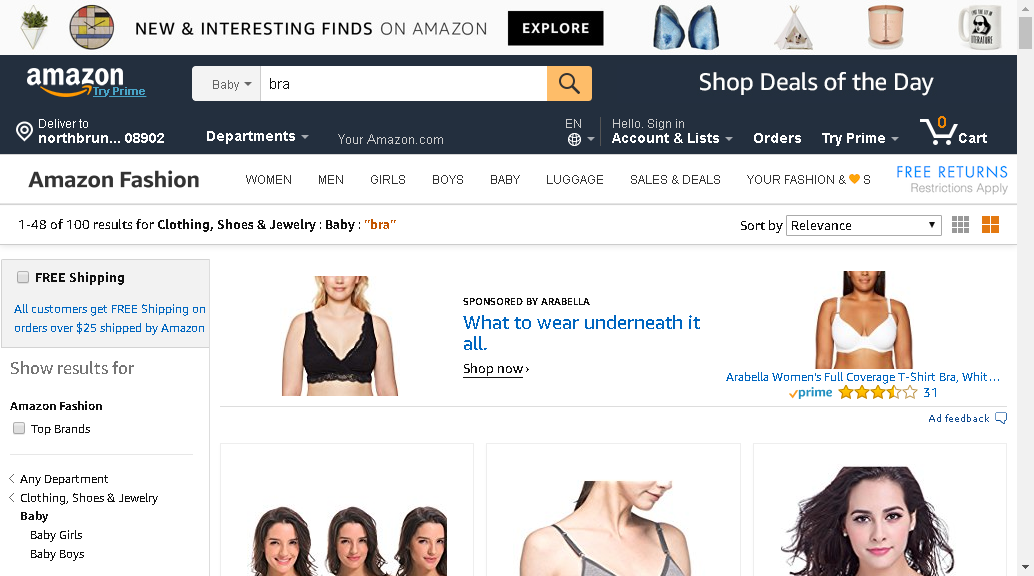 NEW & INTERESTING FINDS ON AMAZON
EXPLORE
amazon
Try Prime
Baby
bra
Shop Deals of the Day
Deliver to
northbrun... 08902
Departments
Your Amazon.com
EN
Hello. Sign in
Account & Lists
Orders
Try Prime
0
Cart
Amazon Fashion
WOMEN
MEN
GIRLS
BOYS
BABY
LUGGAGE
SALES & DEALS
YOUR FASHION & S
FREE RETURNS
Restrictions Apply
1-48 of 100 results for Clothing, Shoes & Jewelry : Baby : "bra"
Sort by
Relevance
FREE Shipping
All customers get FREE Shipping on
orders over $25 shipped by Amazon
Show results for
Amazon Fashion
Top Brands
Any Department
Clothing, Shoes & Jewelry
Baby
Baby Girls
Baby Boys
SPONSORED BY ARABELLA
What to wear underneath it
all.
Shop now ›
Arabella Women's Full Coverage T-Shirt Bra, Whit...
prime
31
Ad feedback